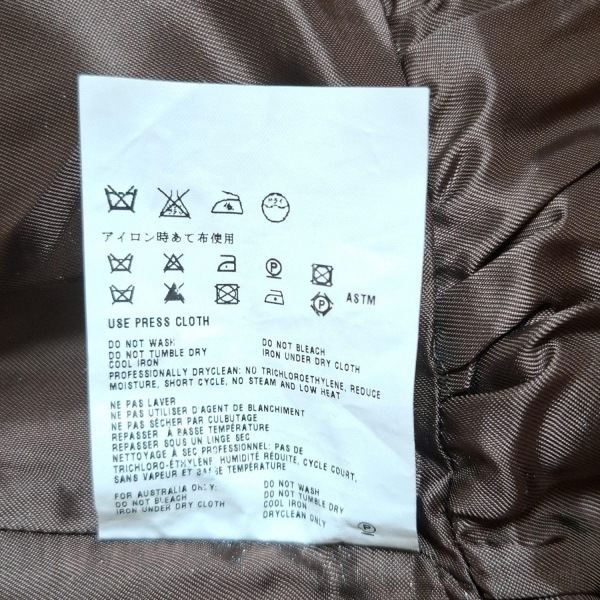 アイロン時あて布使用
P
P ASTM
USE PRESS CLOTH
DO NOT WASH DO NOT BLEACH
DO NOT TUMBLE DRY IRON UNDER DRY CLOTH
COOL IRON
PROFESSIONALLY DRYCLEAN: NO TRICHLOROETHYLENE, REDUCE
MOISTURE, SHORT CYCLE, NO STEAM AND LOW HEAT
NE PAS LAVER
NE PAS UTILISER D'AGENT DE BLANCHIMENT
NE PAS SÉCHER PAR CULBUTAGE
REPASSER À BASSE TEMPÉRATURE
REPASSER SOUS UN LINGE SEC
NETTOYAGE À SEC PROFESSIONNEL: PAS DE
TRICHLORO-ÉTHYLÈNE, HUMIDITÉ RÉDUITE, CYCLE COURT,
SANS VAPEUR ET BASSE TEMPÉRATURE
FOR AUSTRALIA ONLY: DO NOT WASH
DO NOT BLEACH DO NOT TUMBLE DRY
IRON UNDER DRY CLOTH COOL IRON
DRYCLEAN ONLY P